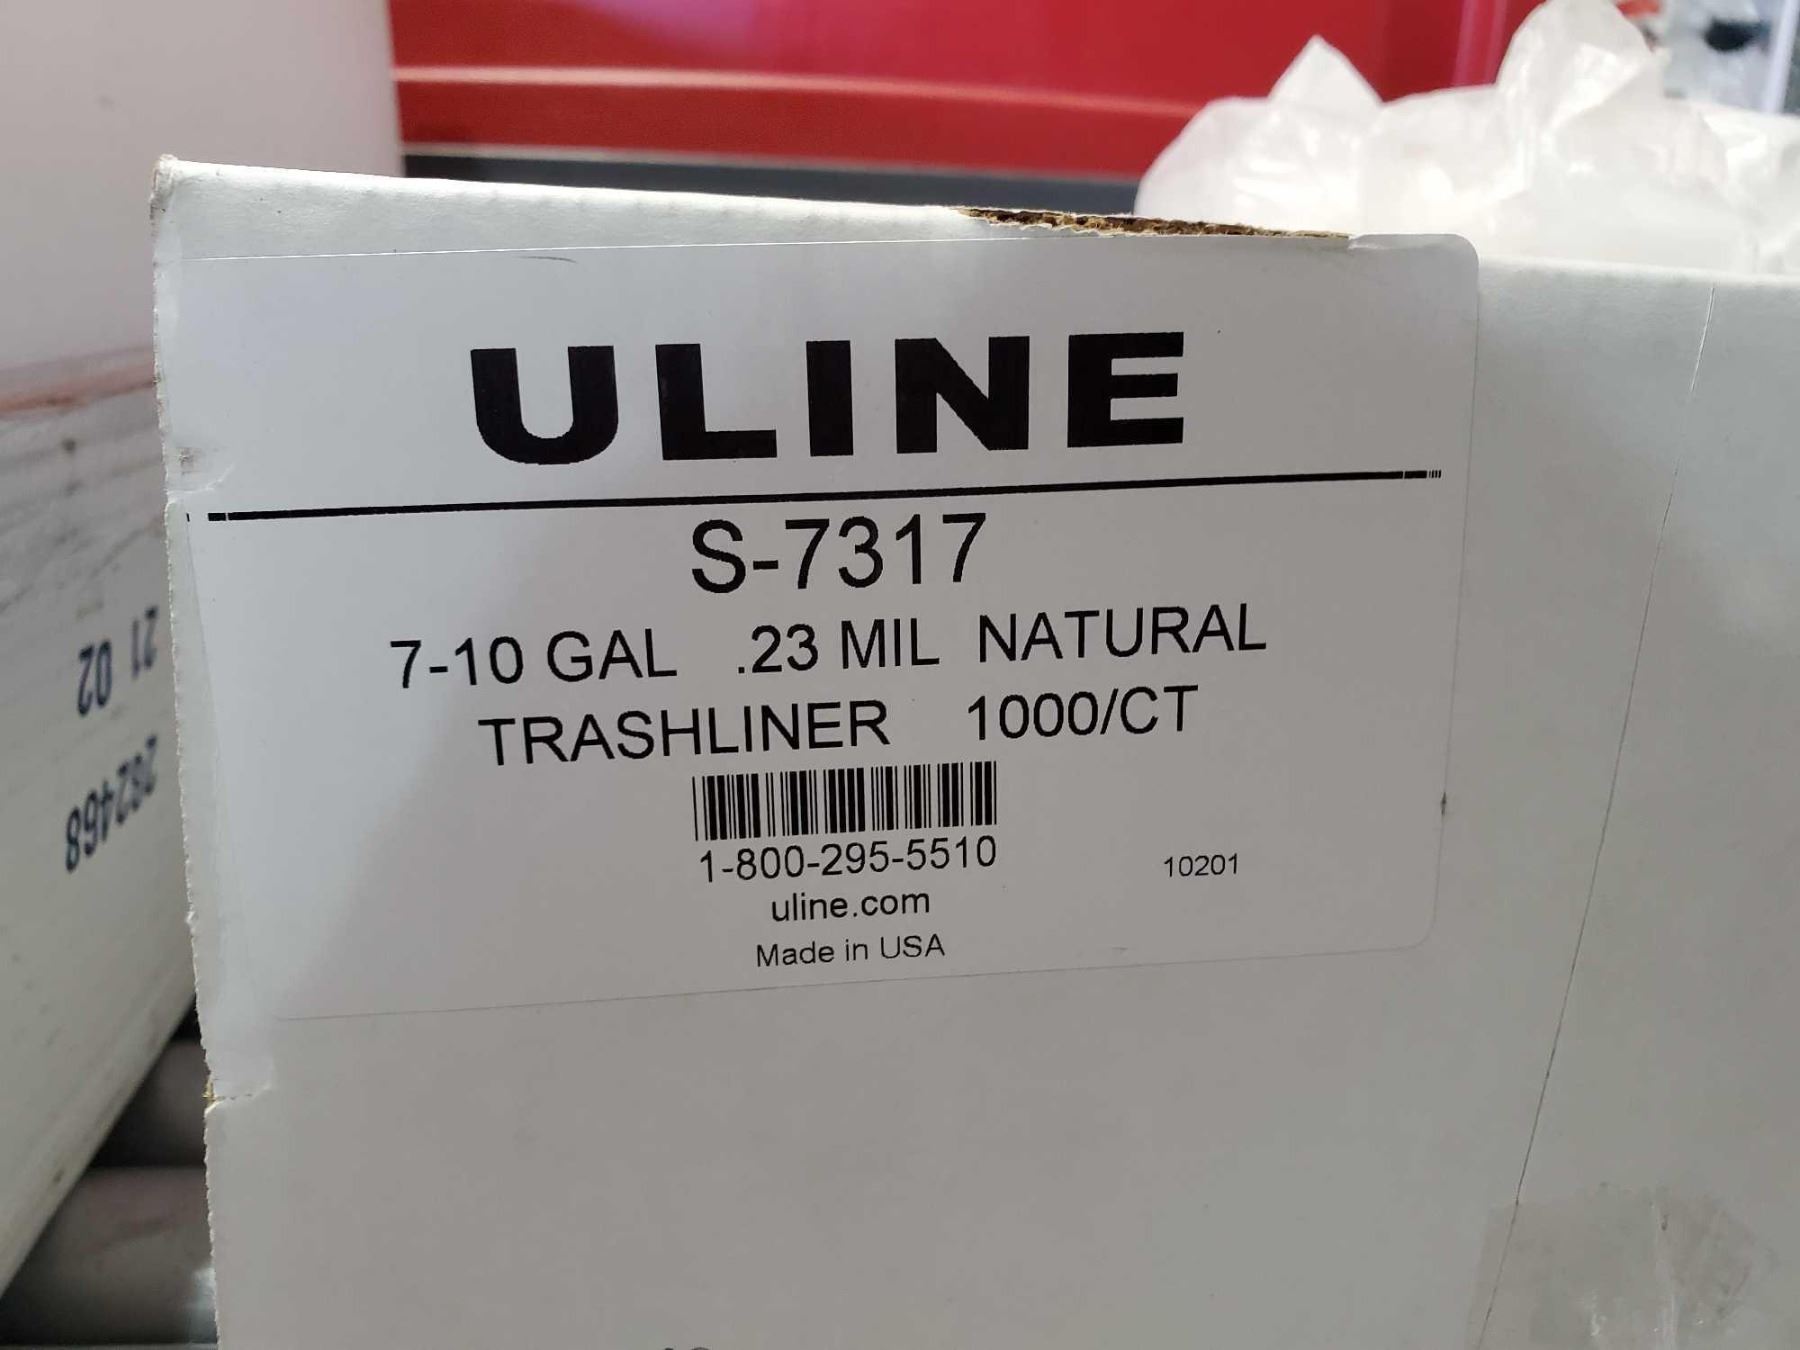 ULINE
S-7317
7-10 GAL .23 MIL NATURAL
TRASHLINER 1000/CT
1-800-295-5510
10201
uline.com
Made in USA
21 02
282468